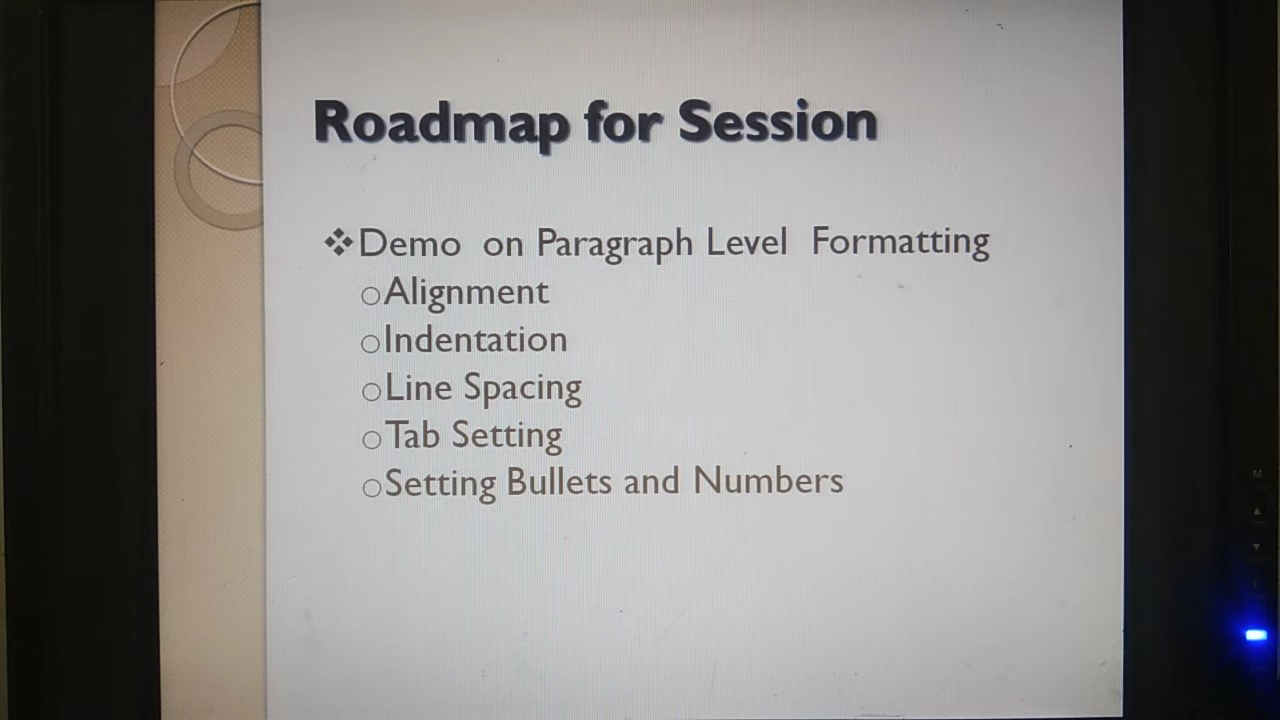 Roadmap for Session
❖Demo on Paragraph Level Formatting
○Alignment
○Indentation
○Line Spacing
○Tab Setting
○Setting Bullets and Numbers
M